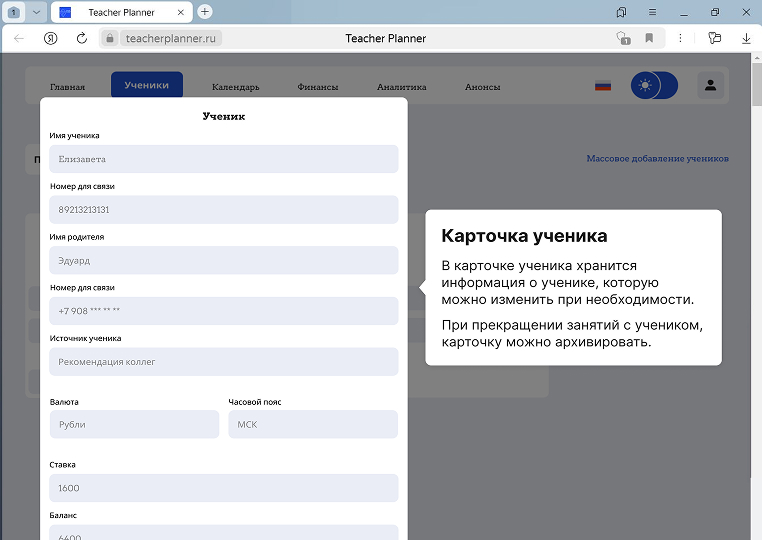 1
Teacher Planner
teacherplanner.ru
Teacher Planner
1
Главная
Ученики
Календарь
Финансы
Аналитика
Анонсы
П
Массовое добавление учеников
Ученик
Имя ученика
Елизавета
Номер для связи
89213213131
Имя родителя
Эдуард
Номер для связи
+7 908 *** ** **
Источник ученика
Рекомендация коллег
Валюта
Часовой пояс
Рубли
МСК
Ставка
1600
Баланс
6400
Карточка ученика
В карточке ученика хранится
информация о ученике, которую
можно изменить при необходимости.
При прекращении занятий с учеником,
карточку можно архивировать.